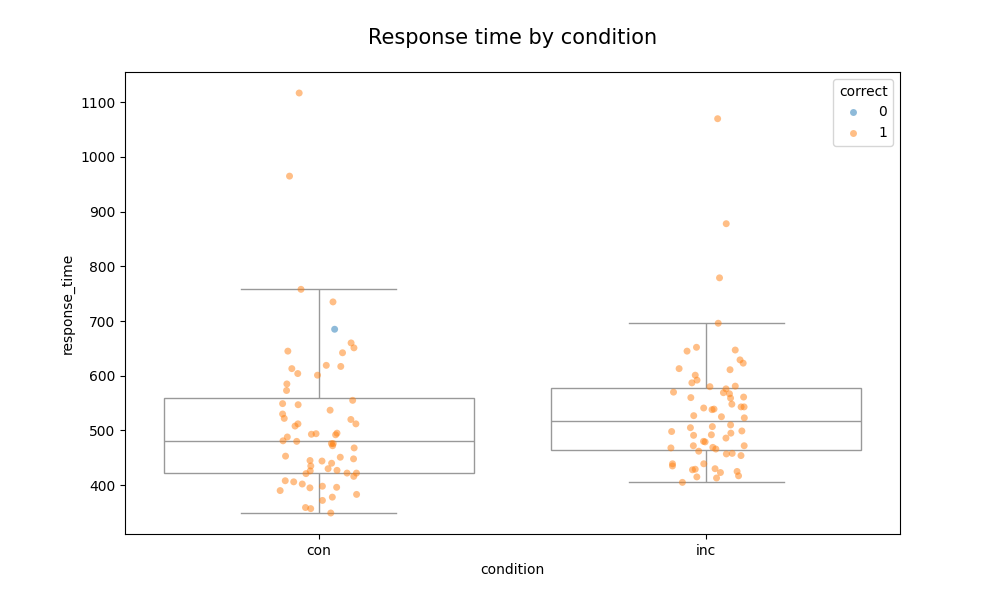 Response time by condition
correct
0
1
1100
1000
900
800
700
600
500
400
response_time
con
inc
condition